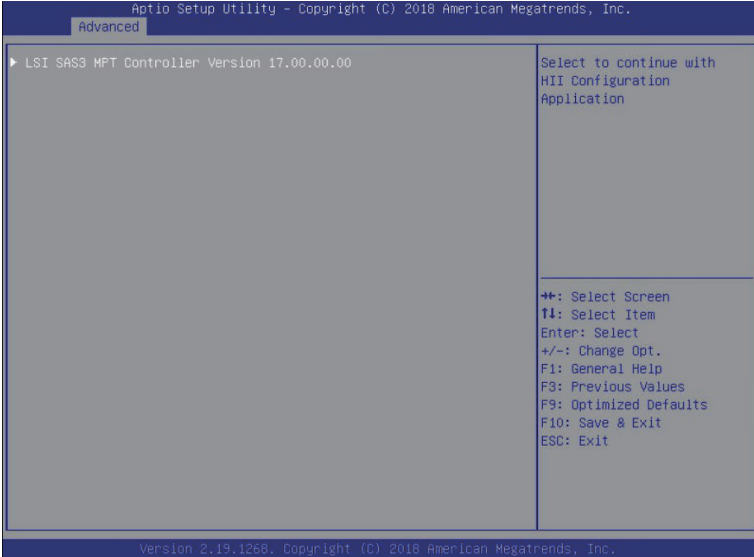 Aptio Setup Utility – Copyright (C) 2018 American Megatrends, Inc.
Advanced
▶ LSI SAS3 MPT Controller Version 17.00.00.00
Select to continue with
HII Configuration
Application
→←: Select Screen
↑↓: Select Item
Enter: Select
+/-: Change Opt.
F1: General Help
F3: Previous Values
F9: Optimized Defaults
F10: Save & Exit
ESC: Exit
Version 2.19.1268. Copyright (C) 2018 American Megatrends, Inc.